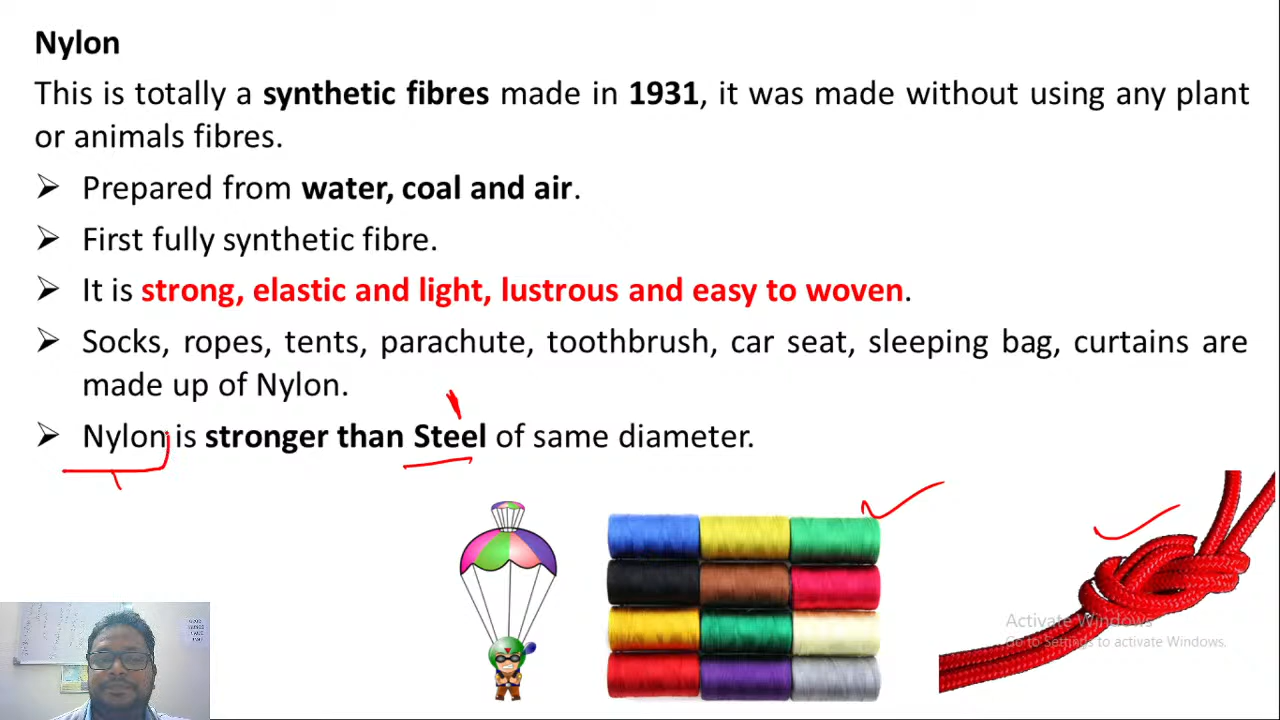 Nylon
This is totally a synthetic fibres made in 1931, it was made without using any plant
or animals fibres.
➢ Prepared from water, coal and air.
➢ First fully synthetic fibre.
➢ It is strong, elastic and light, lustrous and easy to woven.
➢ Socks, ropes, tents, parachute, toothbrush, car seat, sleeping bag, curtains are
made up of Nylon.
➢ Nylon is stronger than Steel of same diameter.
Activate Windows
Go to Settings to activate Windows.